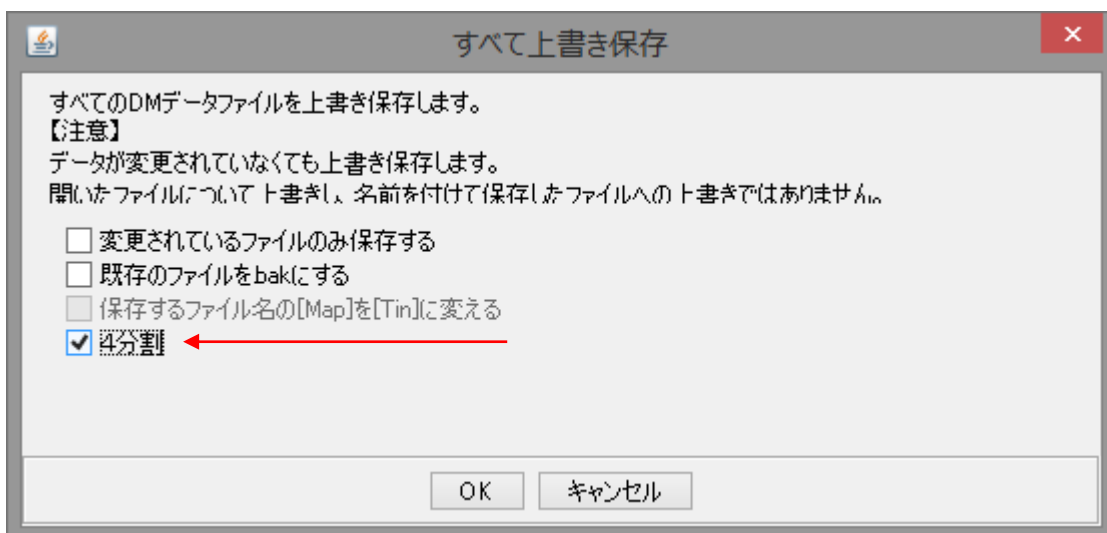 すべて上書き保存
すべてのDMデータファイルを上書き保存します。
【注意】
データが変更されていなくても上書き保存します。
開いたファイルについて上書きし、名前を付けて保存したファイルへの上書きではありません。
変更されているファイルのみ保存する
既存のファイルをbakにする
保存するファイル名の[Map]を[Tin]に変える
4分割
OK キャンセル